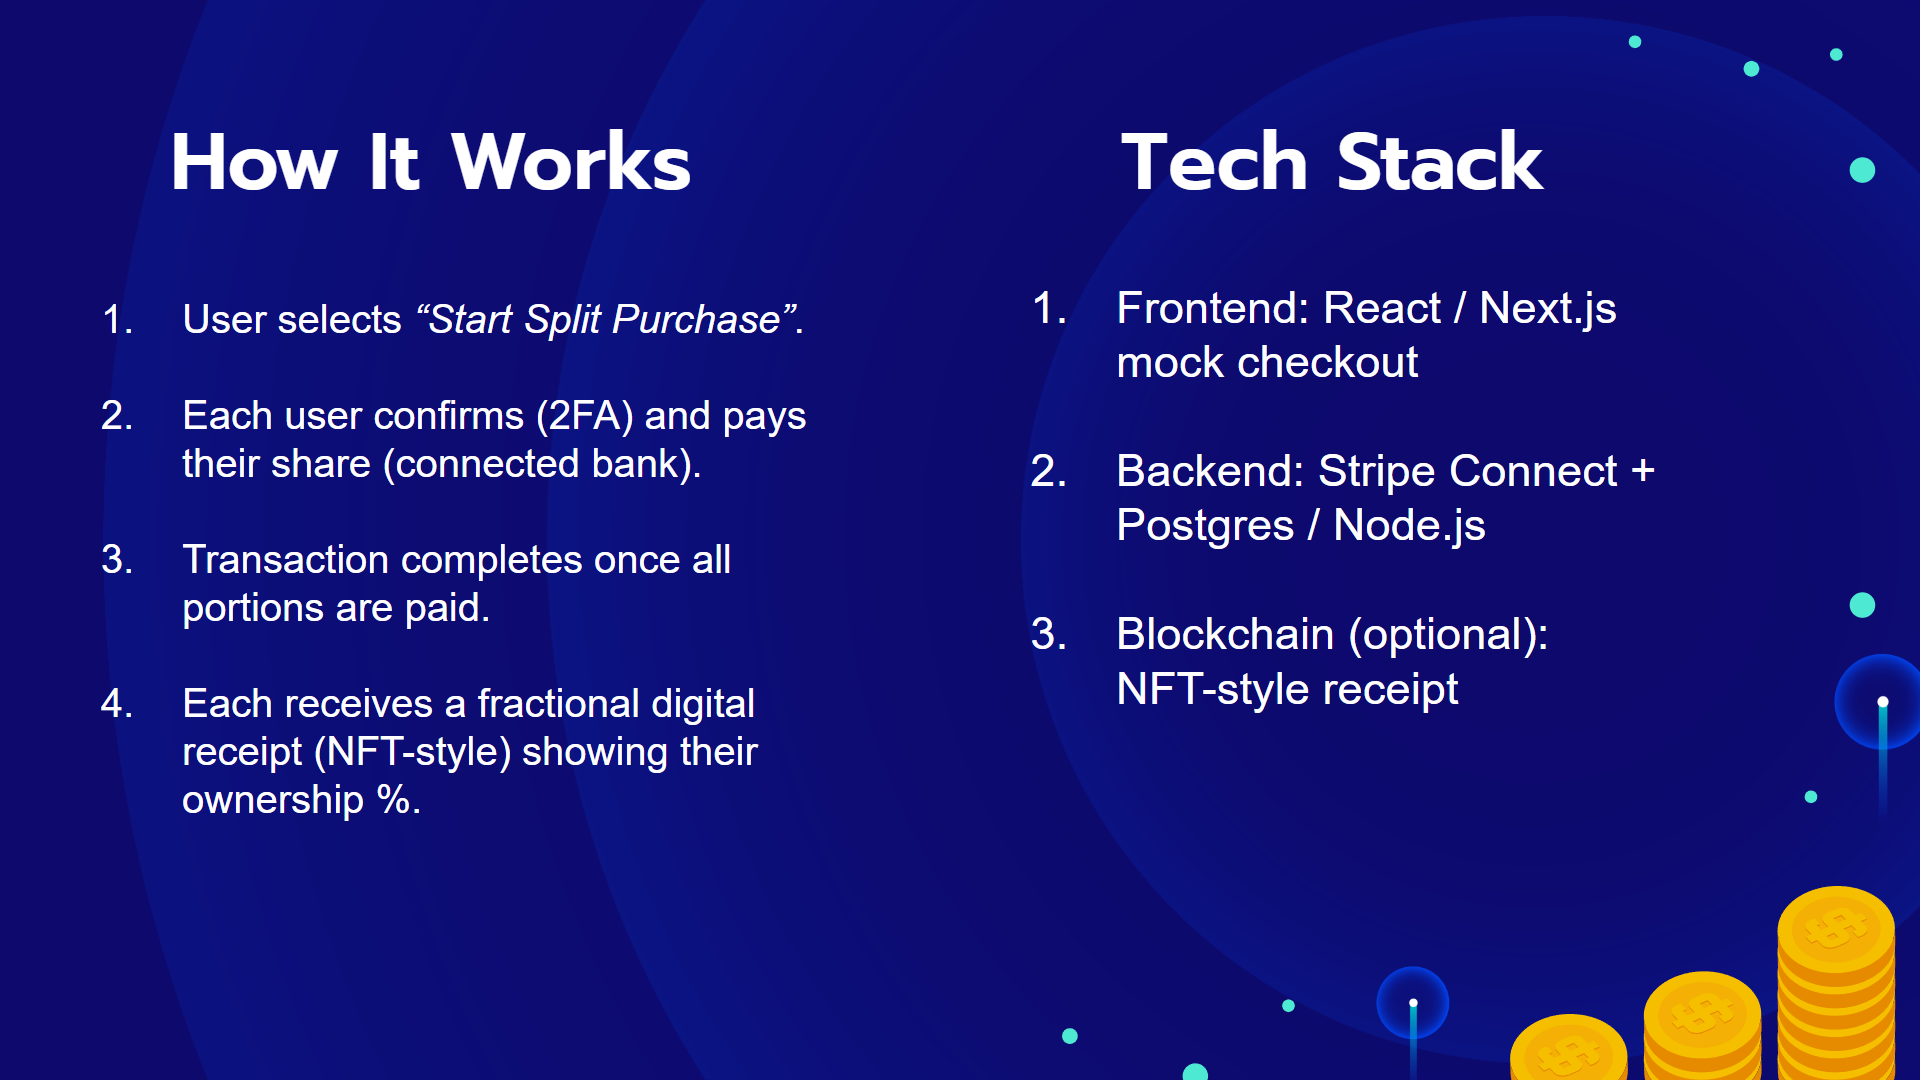 How It Works
1. User selects “Start Split Purchase”.
2. Each user confirms (2FA) and pays
their share (connected bank).
3. Transaction completes once all
portions are paid.
4. Each receives a fractional digital
receipt (NFT-style) showing their
ownership %.
Tech Stack
1. Frontend: React / Next.js
mock checkout
2. Backend: Stripe Connect +
Postgres / Node.js
3. Blockchain (optional):
NFT-style receipt
$
$
$